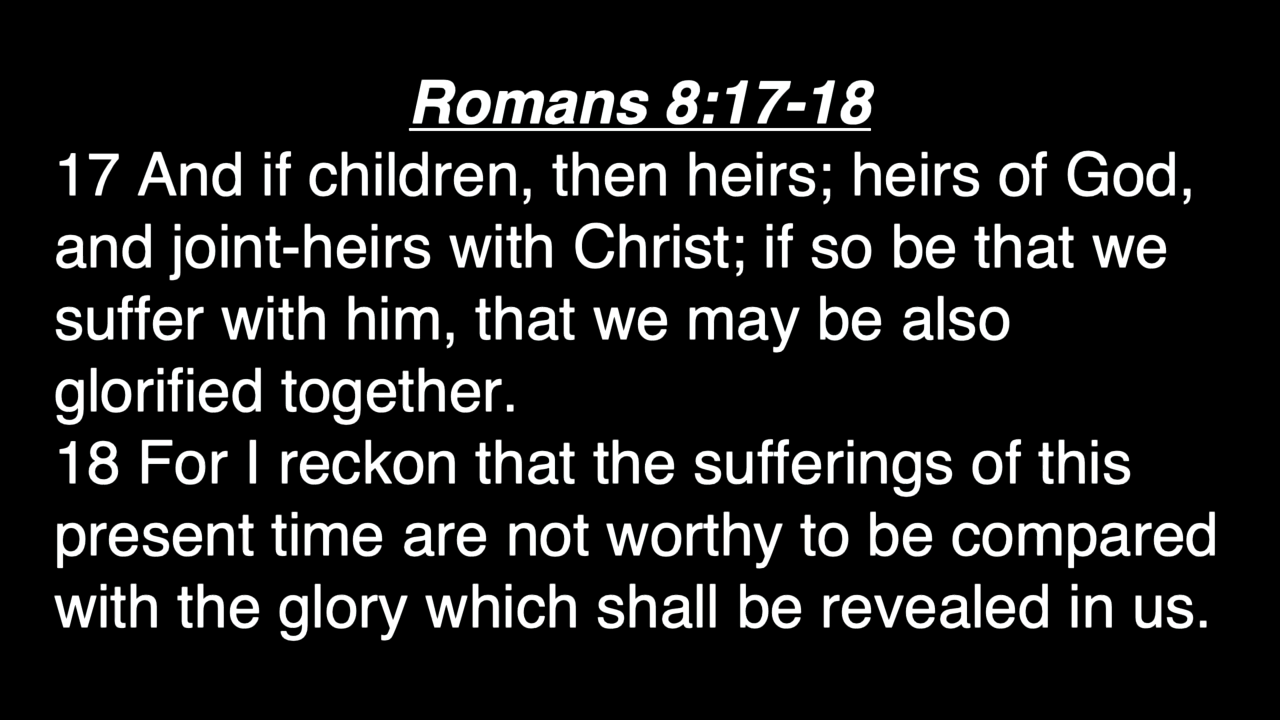 Romans 8:17-18
17 And if children, then heirs; heirs of God,
and joint-heirs with Christ; if so be that we
suffer with him, that we may be also
glorified together.
18 For I reckon that the sufferings of this
present time are not worthy to be compared
with the glory which shall be revealed in us.